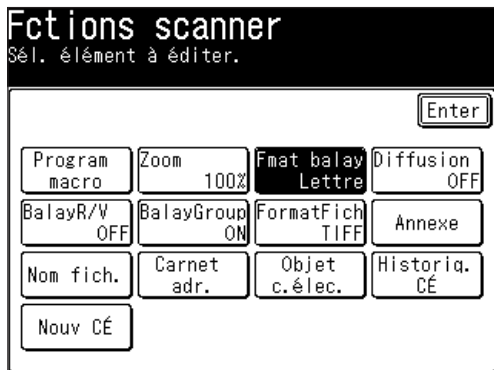 Fctions scanner
Sél. élément à éditer.
Enter
Program macro
Zoom 100%
Fmat balay Lettre
Diffusion OFF
BalayR/V OFF
BalayGroup ON
FormatFich TIFF
Annexe
Nom fich.
Carnet adr.
Objet c.élec.
Historiq. CÉ
Nouv CÉ